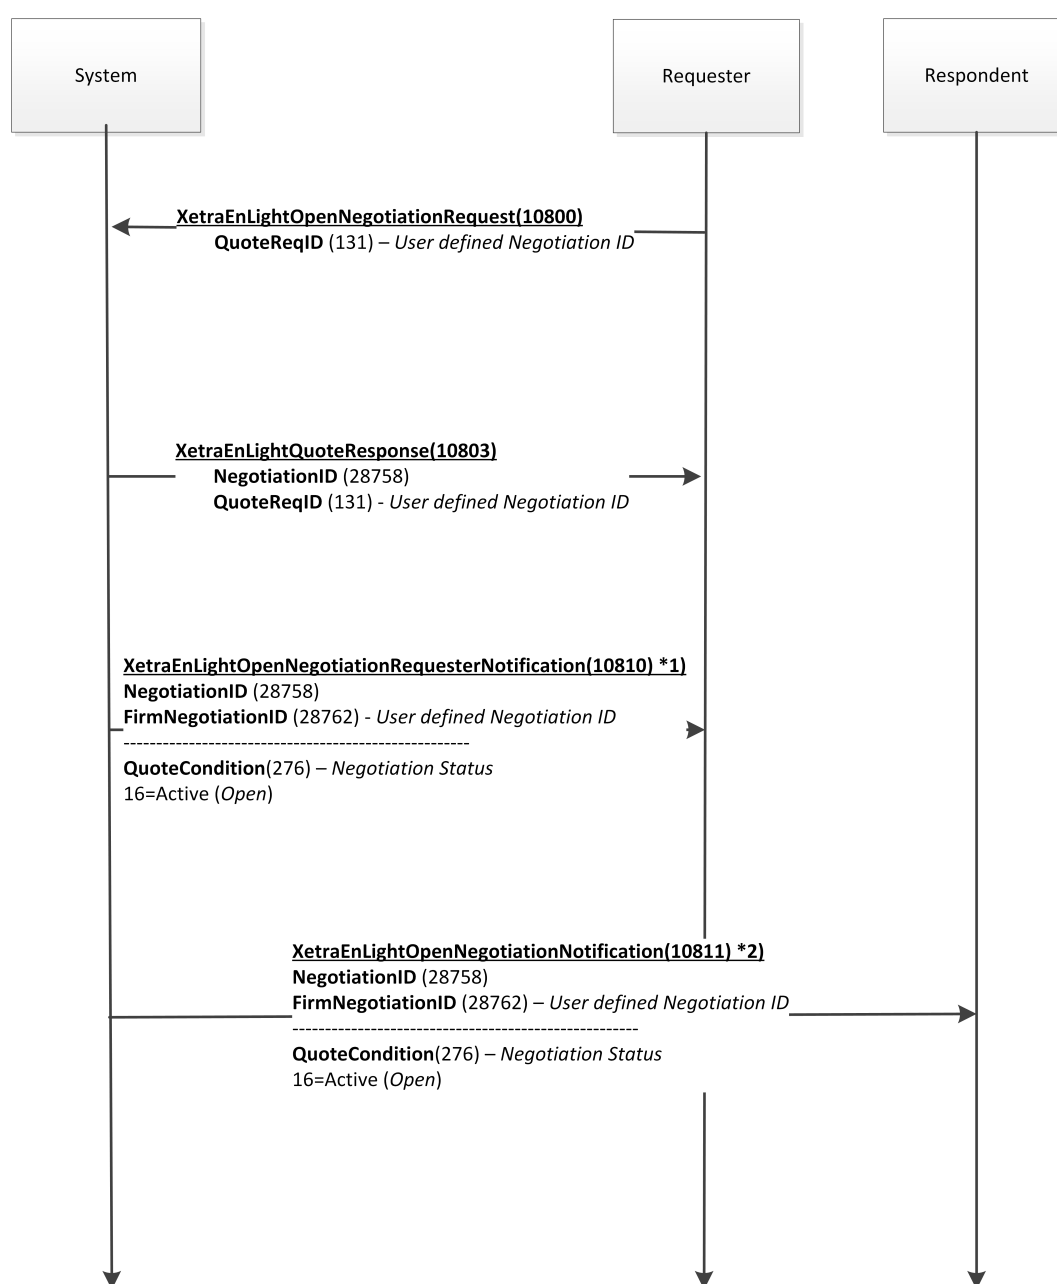 System
Requester
Respondent
XetraEnLightOpenNegotiationRequest(10800)
QuoteReqID (131) – User defined Negotiation ID
XetraEnLightQuoteResponse(10803)
NegotiationID (28758)
QuoteReqID (131) - User defined Negotiation ID
XetraEnLightOpenNegotiationRequesterNotification(10810) *1)
NegotiationID (28758)
FirmNegotiationID (28762) - User defined Negotiation ID
-----------------------------------------------------
QuoteCondition(276) – Negotiation Status
16=Active (Open)
XetraEnLightOpenNegotiationNotification(10811) *2)
NegotiationID (28758)
FirmNegotiationID (28762) – User defined Negotiation ID
-----------------------------------------------------
QuoteCondition(276) – Negotiation Status
16=Active (Open)